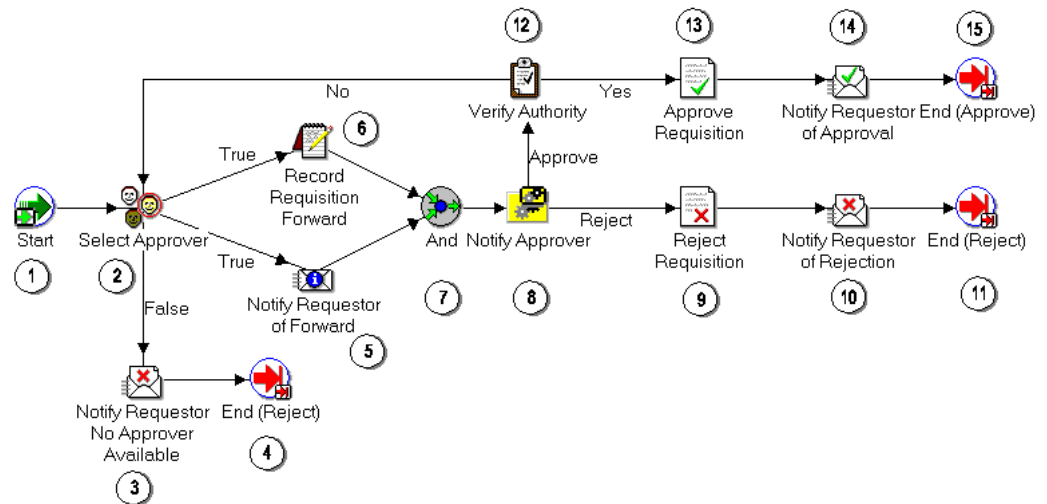 12
13
14
15
No
Verify Authority
Yes
Approve
Requisition
Notify Requestor
of Approval
End (Approve)
6
True
Record
Requisition
Forward
Approve
Start
Select Approver
And
Notify Approver
Reject
Reject
Requisition
Notify Requestor
of Rejection
End (Reject)
1
2
True
Notify Requestor
of Forward
5
7
8
9
10
11
False
Notify Requestor
No Approver
Available
End (Reject)
3
4